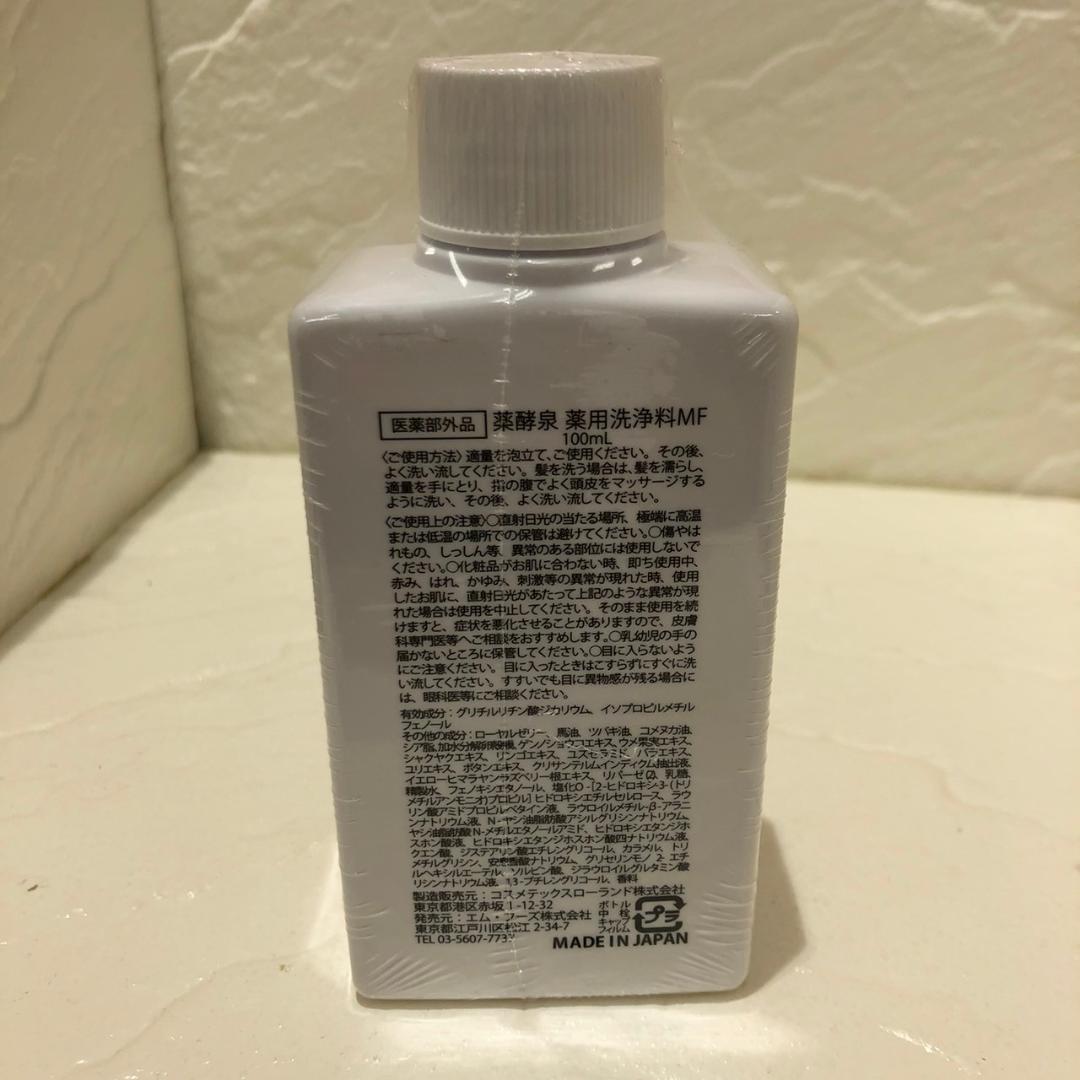 医薬部外品 薬酵泉 薬用洗浄料MF
100mL
〈ご使用方法〉適量を泡立て、ご使用ください。その後、
よく洗い流してください。髪を洗う場合は、髪を濡らし、
適量を手にとり、指の腹でよく頭皮をマッサージする
ように洗い、その後、よく洗い流してください。
〈ご使用上の注意〉○直射日光の当たる場所、極端に高温
または低温の場所での保管は避けてください。○傷やは
れもの、しっしん等、異常のある部位には使用しないで
ください。○化粧品がお肌に合わない時、即ち使用中、
赤み、はれ、かゆみ、刺激等の異常が現れた時、使用
したお肌に、直射日光があたって上記のような異常が現
れた場合は使用を中止してください。そのまま使用を続
けますと、症状を悪化させることがありますので、皮膚
科専門医等へご相談をおすすめします。○乳幼児の手の
届かないところに保管してください。○目に入らないよう
にご注意ください。目に入ったときはこすらずにすぐに洗
い流してください。すすいでも目に異物感が残る場合に
は、眼科医等にご相談ください。
有効成分：グリチルリチン酸ジカリウム、イソプロピルメチル
フェノール
その他の成分：ローヤルゼリー、馬油、ツバキ油、コメヌカ油、
シア脂、加水分解卵殻膜、ゲンノショウコエキス、ウメ果実エキス、
シャクヤクエキス、リンゴエキス、ユズセラミド、バラエキス、
ユリエキス、ボタンエキス、クリサンテルムインディクム抽出液、
イエローヒマラヤンラズベリー根エキス、リパーゼ(2)、乳糖、
精製水、フェノキシエタノール、塩化O-[2-ヒドロキシ-3-(トリ
メチルアンモニオ)プロピル]ヒドロキシエチルセルロース、ラウ
リン酸アミドプロピルベタイン液、ラウロイルメチル-β-アラニ
ンナトリウム液、N-ヤシ油脂肪酸アシルグリシンナトリウム、
ヤシ油脂肪酸N-メチルエタノールアミド、ヒドロキシエタンジホ
スホン酸液、ヒドロキシエタンジホスホン酸四ナトリウム液、
クエン酸、ジステアリン酸エチレングリコール、カラメル、トリ
メチルグリシン、安息香酸ナトリウム、グリセリンモノ2-エチ
ルヘキシルエーテル、ソルビン酸、ジラウロイルグルタミン酸
リシンナトリウム液、1,3-ブチレングリコール、香料
製造販売元：コスメテックスローランド株式会社
東京都港区赤坂1-12-32
発売元：エム・フーズ株式会社
東京都江戸川区松江2-34-7
TEL 03-5607-773
ボトル
中栓
キャップ
フィルム
プラ
MADE IN JAPAN